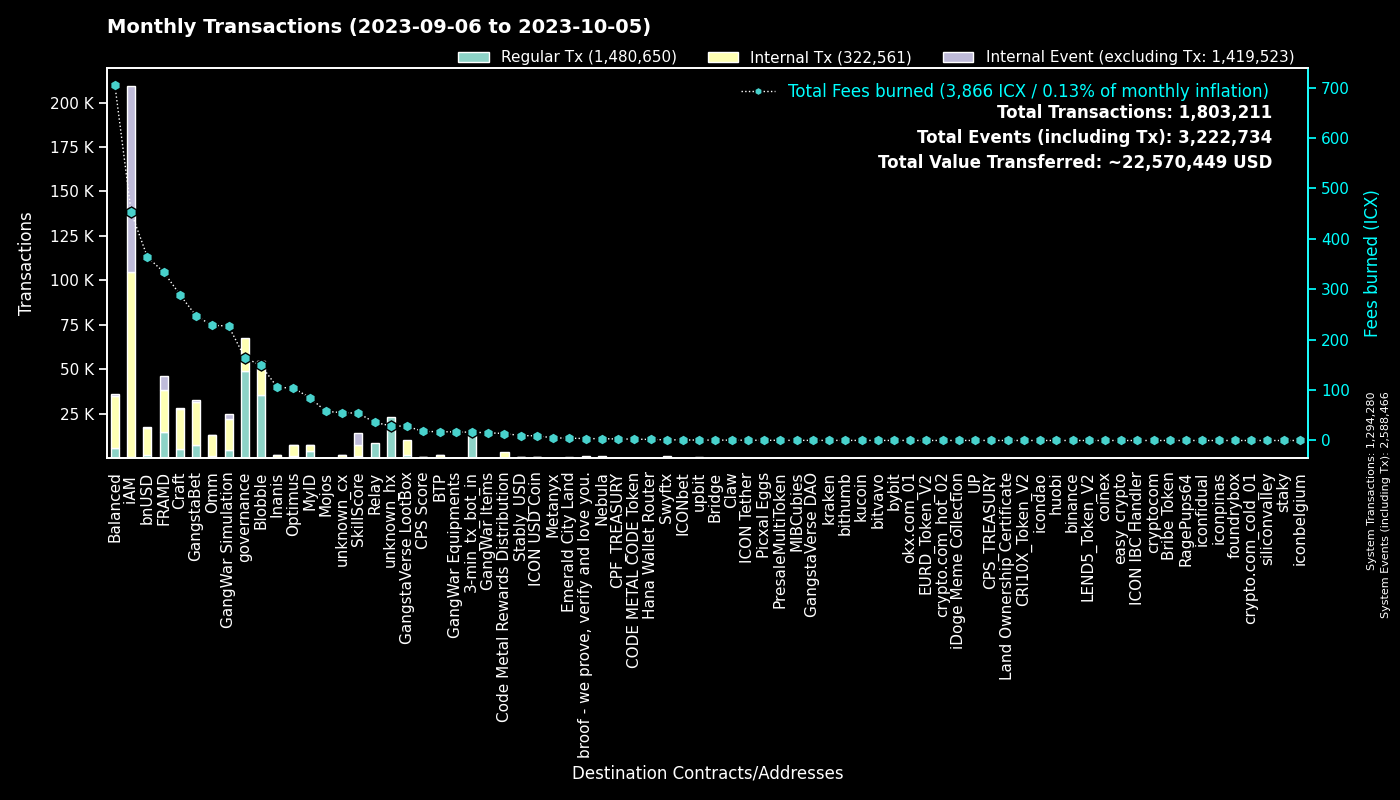 Monthly Transactions (2023-09-06 to 2023-10-05)
Regular Tx (1,480,650)
Internal Tx (322,561)
Internal Event (excluding Tx: 1,419,523)
Total Fees burned (3,866 ICX / 0.13% of monthly inflation)
Total Transactions: 1,803,211
Total Events (including Tx): 3,222,734
Total Value Transferred: ~22,570,449 USD
Transactions
200 K
175 K
150 K
125 K
100 K
75 K
50 K
25 K
700
600
500
400
300
200
100
0
Fees burned (ICX)
System Transactions: 1,294,280
System Events (including Tx): 2,588,466
Balanced
iAM
bnUSD
FRAMD
Craft
GangstaBet
Omm
GangWar Simulation
governance
Blobble
Inanis
Optimus
MyID
Mojos
unknown_cx
SkillScore
Relay
unknown_hx
GangstaVerse LootBox
CPS Score
BTP
GangWar Equipments
3-min_tx_bot_in
GangWar_Items
Code Metal Rewards Distribution
Stably_USD
ICON USD Coin
Metanyx
Emerald City Land
broof - we prove, verify and love you.
Nebula
CPF_TREASURY
CODE METAL CODE Token
Hana Wallet Router
Swyftx
ICONbet
upbit
Bridge
Claw
ICON Tether
Picxal Eggs
PresaleMultiToken
MIBCubies
GangstaVerse DAO
kraken
bithumb
kucoin
bitvavo
bybit
okx.com_01
EURD_Token_V2
crypto.com_hot_02
iDoge Meme Collection
UP
CPS_TREASURY
Land Ownership Certificate
CRI10X_Token_V2
icondao
huobi
binance
LEND5_Token_V2
coinex
easy crypto
ICON IBC Handler
cryptocom
Bribe Token
RagePups64
iconfidual
iconpinas
foundrybox
crypto.com_cold_01
siliconvalley
staky
iconbelgium
Destination Contracts/Addresses